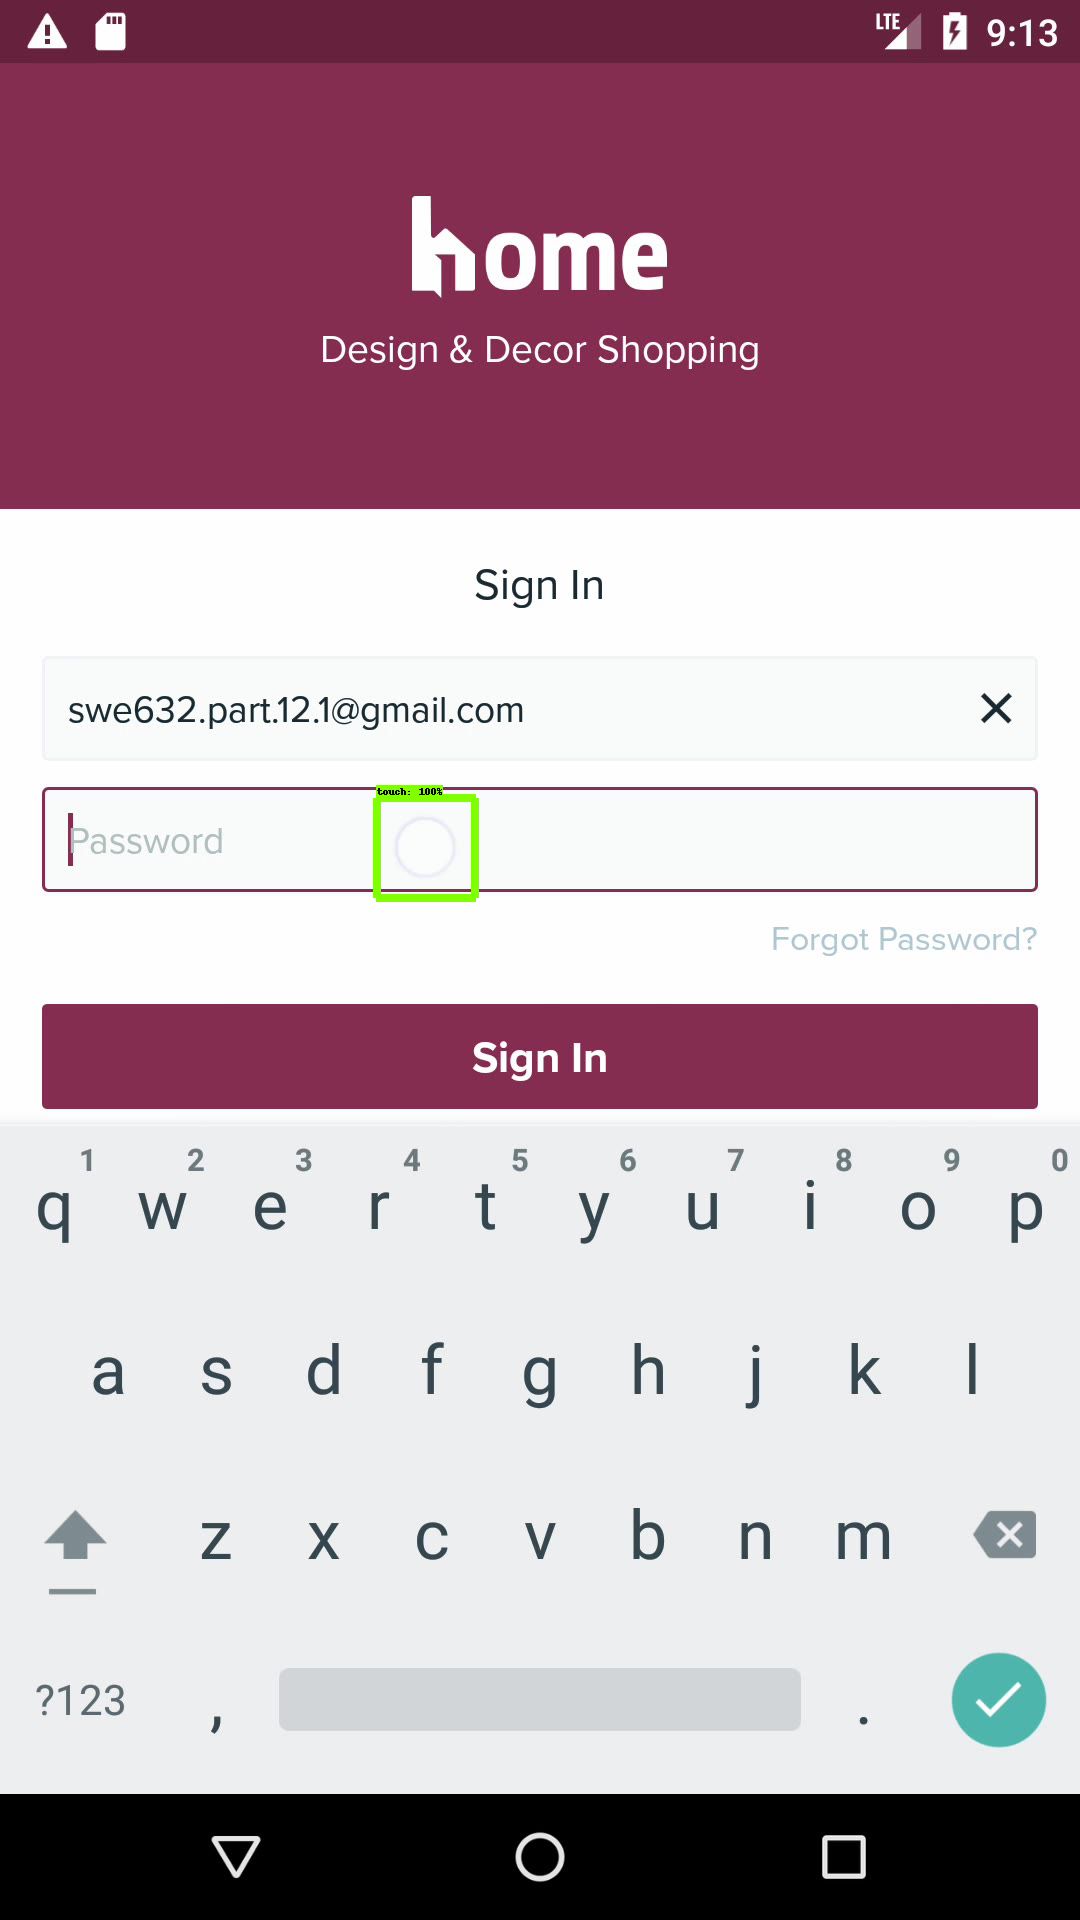 LTE 9:13
home
Design & Decor Shopping
Sign In
swe632.part.12.1@gmail.com
touch: 100%
Password
Forgot Password?
Sign In
1 2 3 4 5 6 7 8 9 0
q w e r t y u i o p
a s d f g h j k l
z x c v b n m
?123 , .